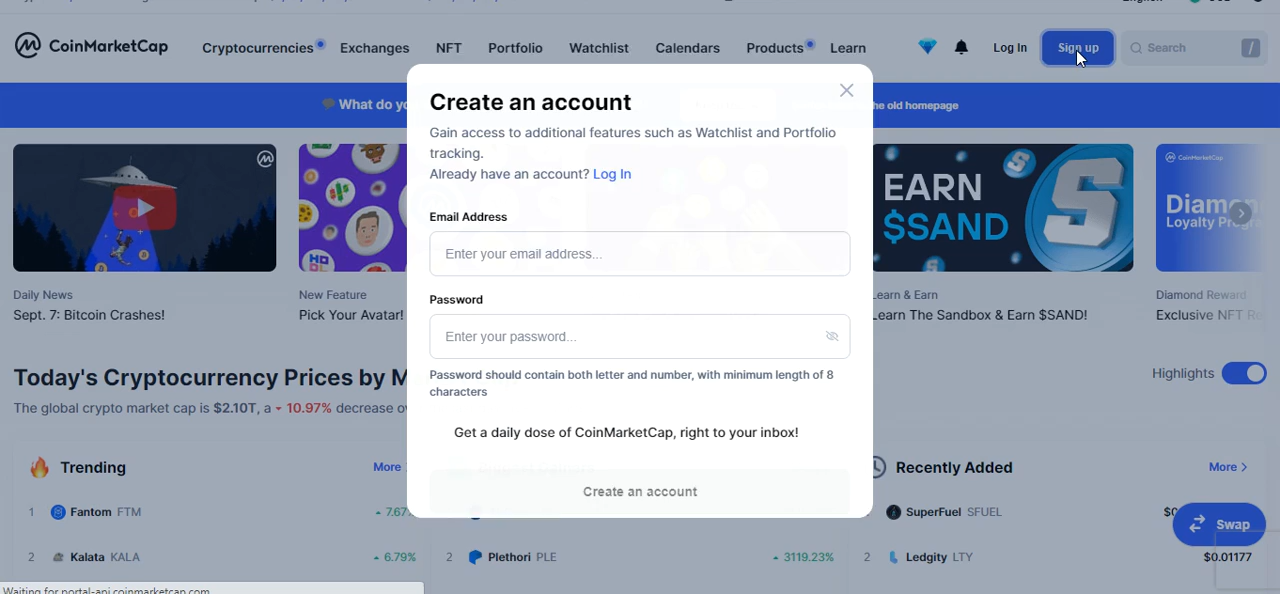 CoinMarketCap
Cryptocurrencies
Exchanges
NFT
Portfolio
Watchlist
Calendars
Products
Learn
Log In
Sign up
Search
/
What do yo
he old homepage
Create an account
Gain access to additional features such as Watchlist and Portfolio
tracking.
Already have an account? Log In
Email Address
Enter your email address...
Password
Enter your password...
Password should contain both letter and number, with minimum length of 8
characters
Get a daily dose of CoinMarketCap, right to your inbox!
Create an account
EARN
$SAND
CoinMarketCap
Diamon
Loyalty Progra
Daily News
Sept. 7: Bitcoin Crashes!
New Feature
Pick Your Avatar!
Learn & Earn
Learn The Sandbox & Earn $SAND!
Diamond Reward
Exclusive NFT R
Today's Cryptocurrency Prices by M
Highlights
The global crypto market cap is $2.10T, a 10.97% decrease ov
Trending
More
1 Fantom FTM 7.67
2 Kalata KALA 6.79%
2 Plethori PLE 3119.23%
Recently Added
More
SuperFuel SFUEL $0
2 Ledgity LTY $0.01177
Swap
Waiting for portal-api.coinmarketcap.com